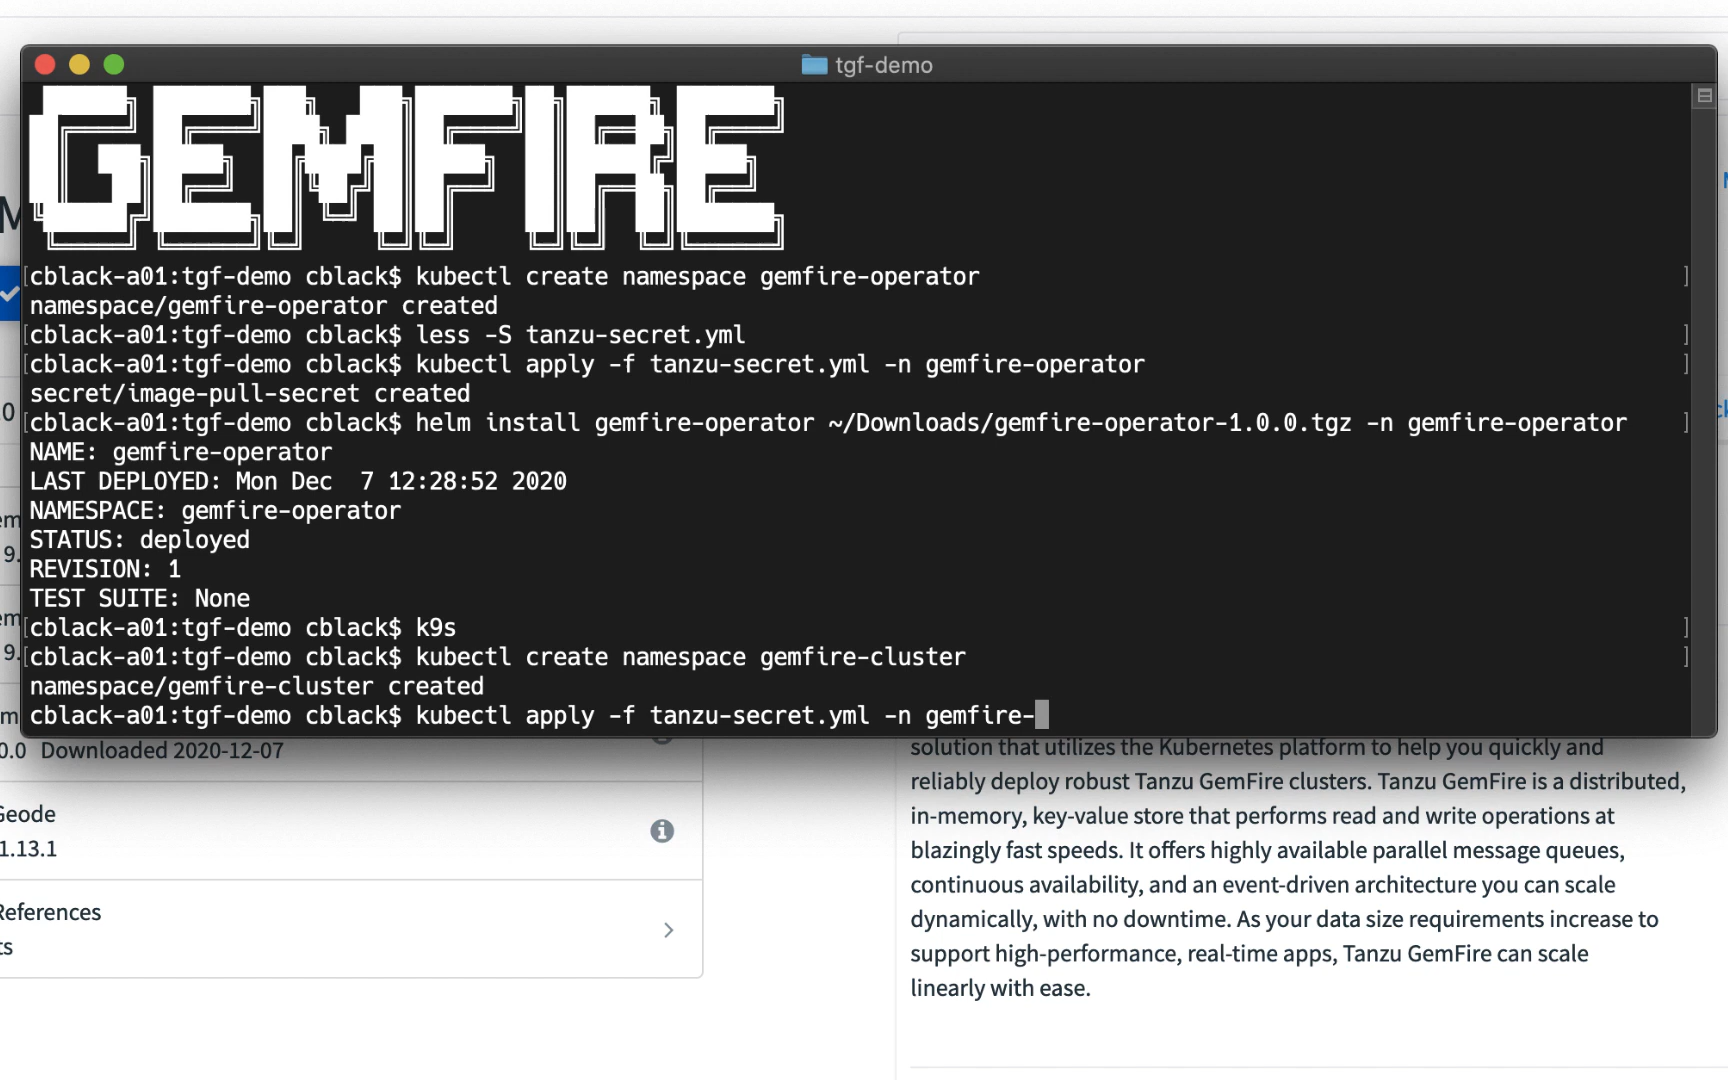 tgf-demo
GEMFIRE
cblack-a01:tgf-demo cblack$ kubectl create namespace gemfire-operator
namespace/gemfire-operator created
cblack-a01:tgf-demo cblack$ less -S tanzu-secret.yml
cblack-a01:tgf-demo cblack$ kubectl apply -f tanzu-secret.yml -n gemfire-operator
secret/image-pull-secret created
cblack-a01:tgf-demo cblack$ helm install gemfire-operator ~/Downloads/gemfire-operator-1.0.0.tgz -n gemfire-operator
NAME: gemfire-operator
LAST DEPLOYED: Mon Dec  7 12:28:52 2020
NAMESPACE: gemfire-operator
STATUS: deployed
REVISION: 1
TEST SUITE: None
cblack-a01:tgf-demo cblack$ k9s
cblack-a01:tgf-demo cblack$ kubectl create namespace gemfire-cluster
namespace/gemfire-cluster created
cblack-a01:tgf-demo cblack$ kubectl apply -f tanzu-secret.yml -n gemfire-
0.0 Downloaded 2020-12-07
Geode
1.13.1
References
ts
solution that utilizes the Kubernetes platform to help you quickly and
reliably deploy robust Tanzu GemFire clusters. Tanzu GemFire is a distributed,
in-memory, key-value store that performs read and write operations at
blazingly fast speeds. It offers highly available parallel message queues,
continuous availability, and an event-driven architecture you can scale
dynamically, with no downtime. As your data size requirements increase to
support high-performance, real-time apps, Tanzu GemFire can scale
linearly with ease.